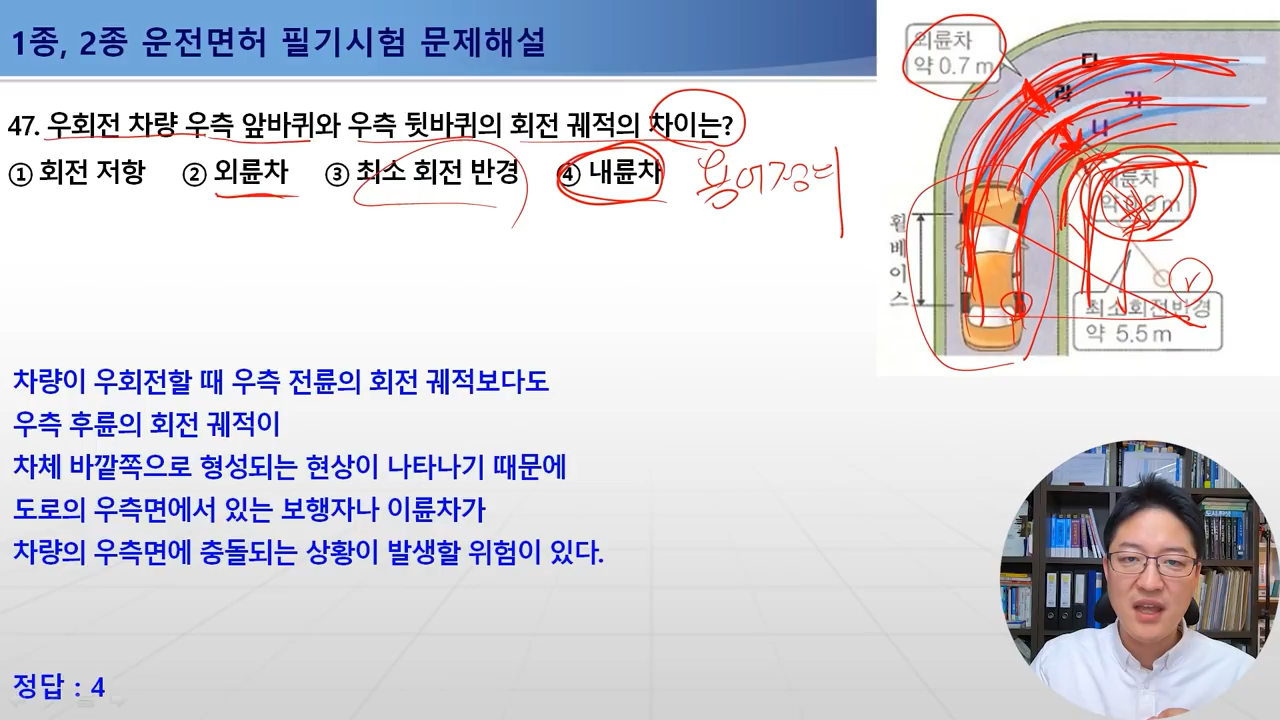 1종, 2종 운전면허 필기시험 문제해설
47. 우회전 차량 우측 앞바퀴와 우측 뒷바퀴의 회전 궤적의 차이는?
① 회전 저항 ② 외륜차 ③ 최소 회전 반경 ④ 내륜차
용어정의
외륜차
약 0.7 m
다
라
가
나
휠베이스
최소회전반경
약 5.5 m
차량이 우회전할 때 우측 전륜의 회전 궤적보다도
우측 후륜의 회전 궤적이
차체 바깥쪽으로 형성되는 현상이 나타나기 때문에
도로의 우측면에서 있는 보행자나 이륜차가
차량의 우측면에 충돌되는 상황이 발생할 위험이 있다.
정답 : 4